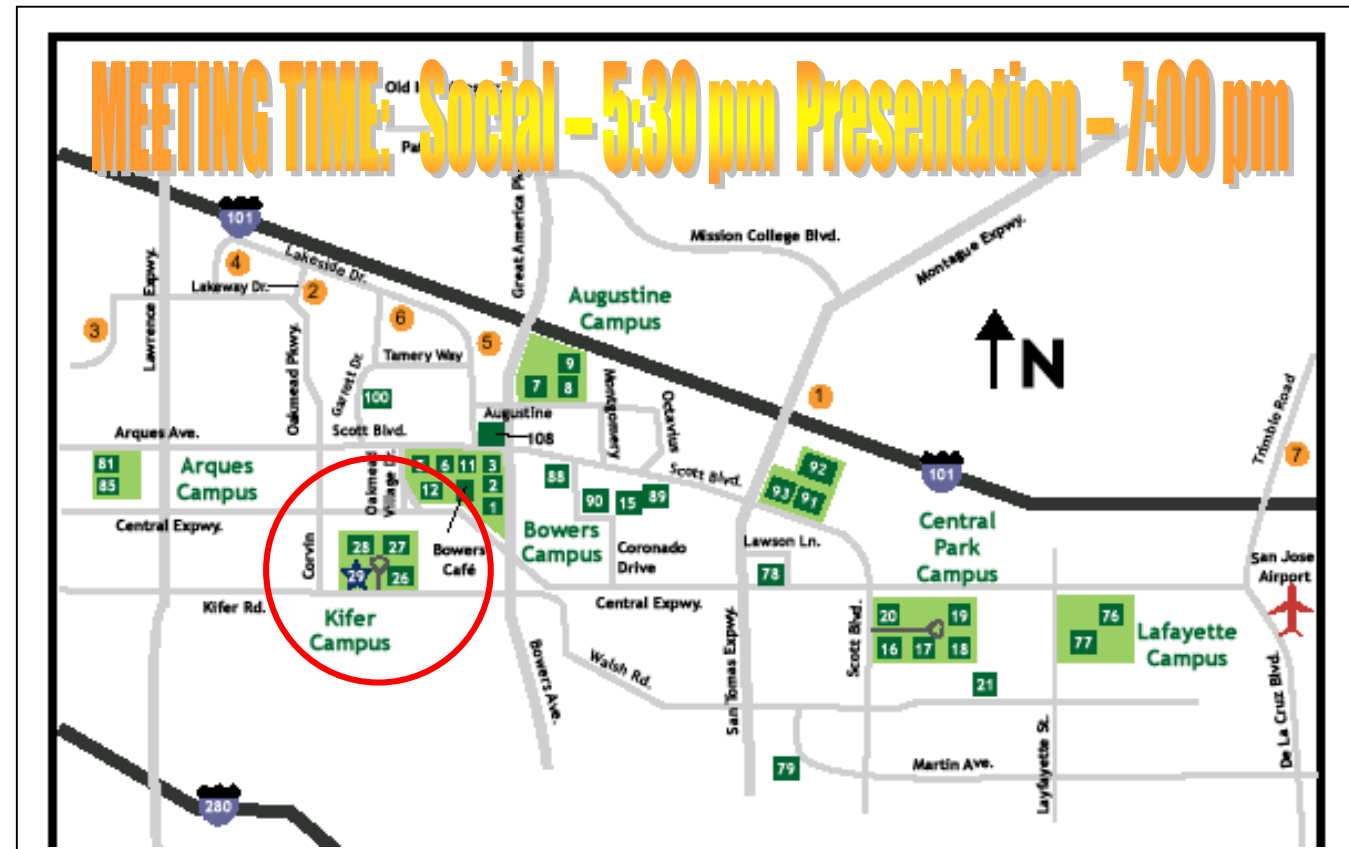 MEETING TIME: Social – 5:30 pm Presentation – 7:00 pm
Old
Great America
Mission College Blvd.
Montague Expwy.
101
4
Lakeside Dr.
Lakeway Dr.
2
Lawrence Expwy.
3
6
5
Augustine
Campus
N
Oakmead Pkwy.
Garrett Dr.
Tamery Way
9
7
8
Montgomery
Octavius
1
Trimble Road
7
100
Augustine
108
Arques Ave.
Scott Blvd.
Scott Blvd.
81
85
Arques
Campus
Oakmead
Village Dr.
6
11
3
12
2
1
88
90
15
89
92
93
91
101
Central Expwy.
Corvin
28
27
29
26
Bowers
Café
Bowers
Campus
Coronado
Drive
Lawson Ln.
78
Central
Park
Campus
San Jose
Airport
Kifer Rd.
Kifer
Campus
Central Expwy.
20
19
16
17
18
76
77
Lafayette
Campus
Bowers Ave.
Walsh Rd.
San Tomas Expwy.
Scott Blvd.
21
De La Cruz Blvd.
Layfayette St.
79
Martin Ave.
280